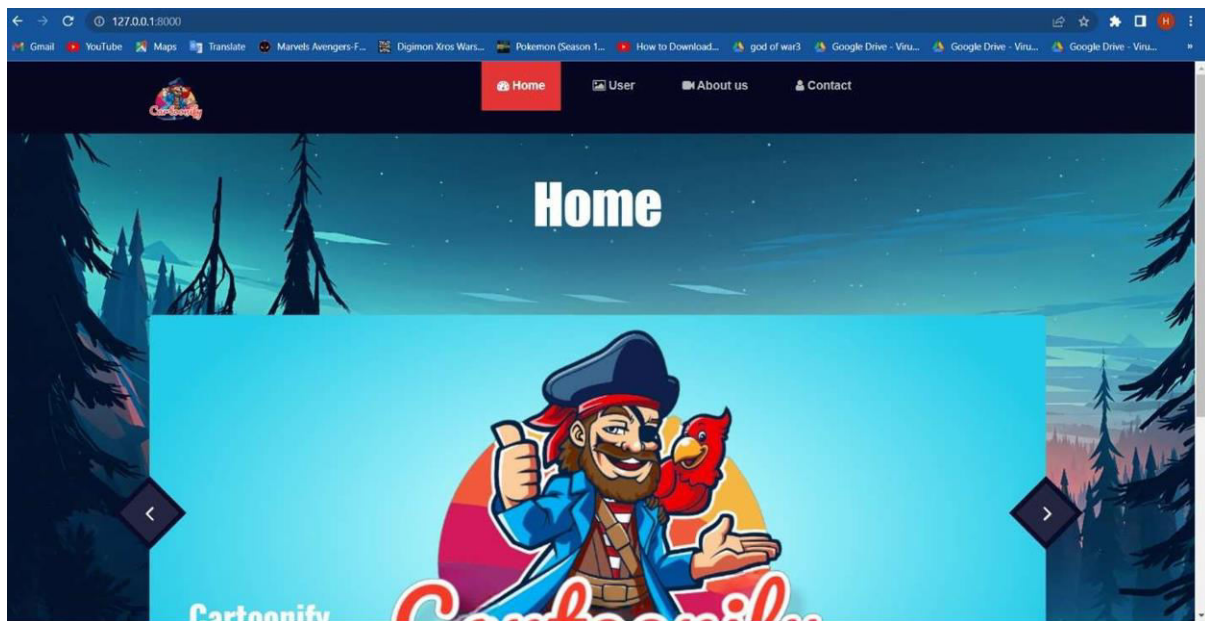 127.0.0.1:8000
H
Gmail YouTube Maps Translate Marvels Avengers-F... Digimon Xros Wars... Pokemon (Season 1... How to Download... god of war3 Google Drive - Viru... Google Drive - Viru... Google Drive - Viru... »
Cartoonify
Home User About us Contact
Home
Cartoonify
Cartoonify